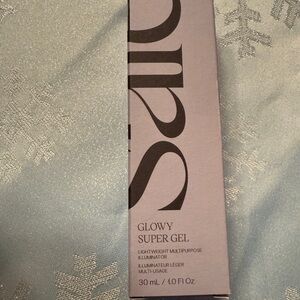 GLOWY
SUPER GEL
LIGHTWEIGHT MULTIPURPOSE
ILLUMINATOR
ILLUMINATEUR LÉGER
MULTI-USAGE
30 mL / 1.0 Fl Oz.